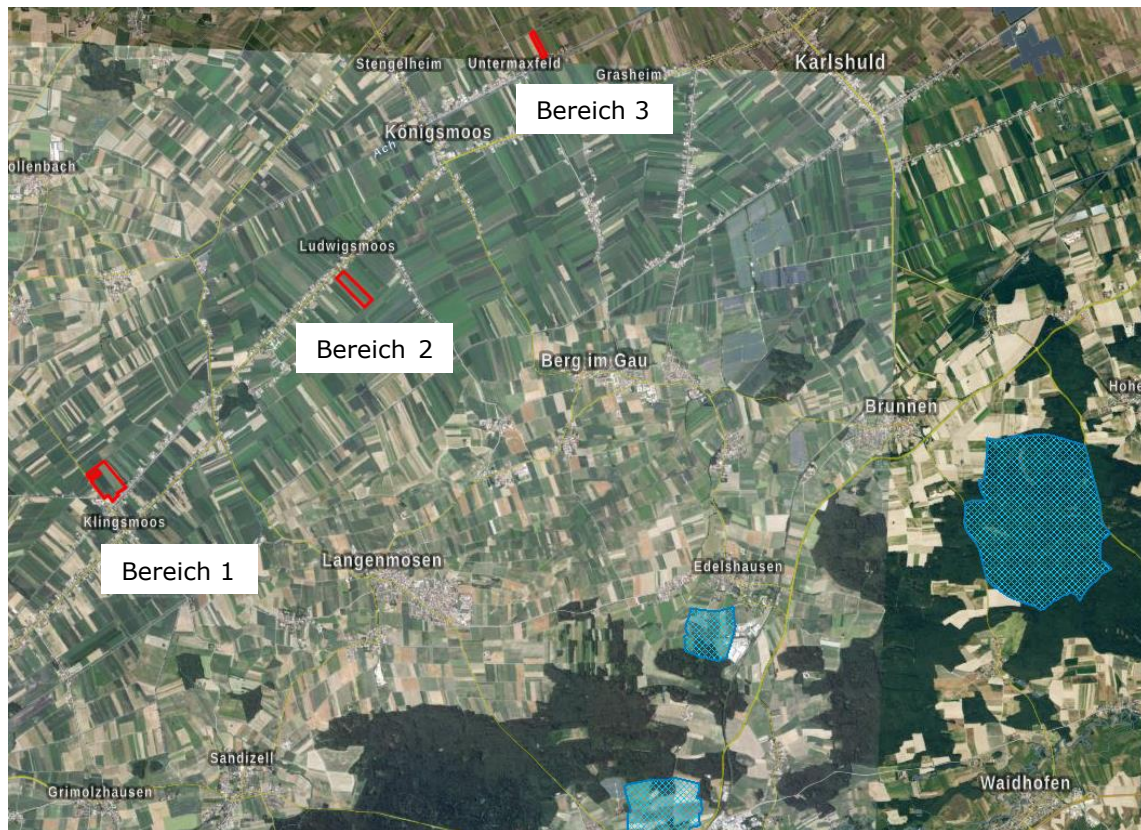 Stengelheim
Untermaxfeld
Karlshuld
Grasheim
Bereich 3
Königsmoos
Ach
ollenbach
Ludwigsmoos
Bereich 2
Berg im Gau
Hohe
Brunnen
Klingsmoos
Bereich 1
Langenmosen
Edelshausen
Sandizell
Waidhofen
Grimolzhausen